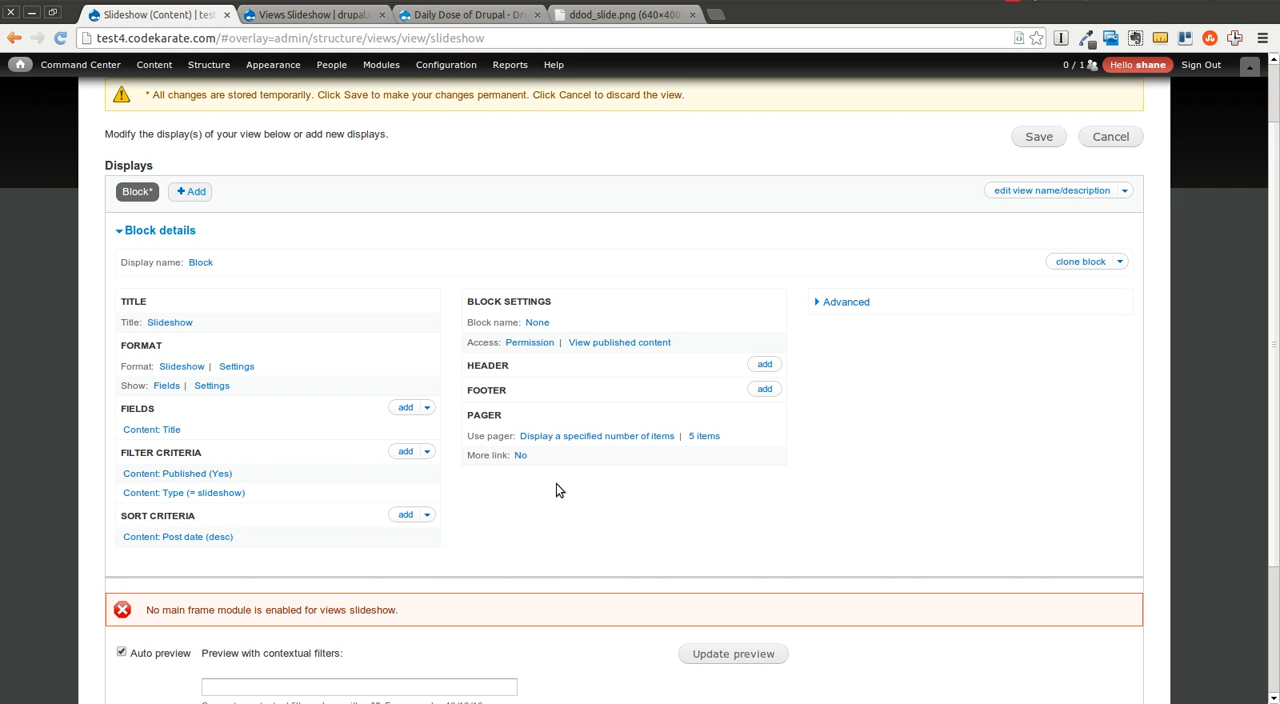 Slideshow (Content) | test
Views Slideshow | drupal.c
Daily Dose of Drupal - Dr
ddod_slide.png (640×400
test4.codekarate.com/#overlay=admin/structure/views/view/slideshow
Command Center Content Structure Appearance People Modules Configuration Reports Help 0 / 1 Hello shane Sign Out
* All changes are stored temporarily. Click Save to make your changes permanent. Click Cancel to discard the view.
Modify the display(s) of your view below or add new displays.
Save Cancel
Displays
Block* + Add edit view name/description
Block details
Display name: Block clone block
TITLE
Title: Slideshow
FORMAT
Format: Slideshow | Settings
Show: Fields | Settings
FIELDS add
Content: Title
FILTER CRITERIA add
Content: Published (Yes)
Content: Type (= slideshow)
SORT CRITERIA add
Content: Post date (desc)
BLOCK SETTINGS
Block name: None
Access: Permission | View published content
HEADER add
FOOTER add
PAGER
Use pager: Display a specified number of items | 5 items
More link: No
Advanced
No main frame module is enabled for views slideshow.
Auto preview Preview with contextual filters: Update preview